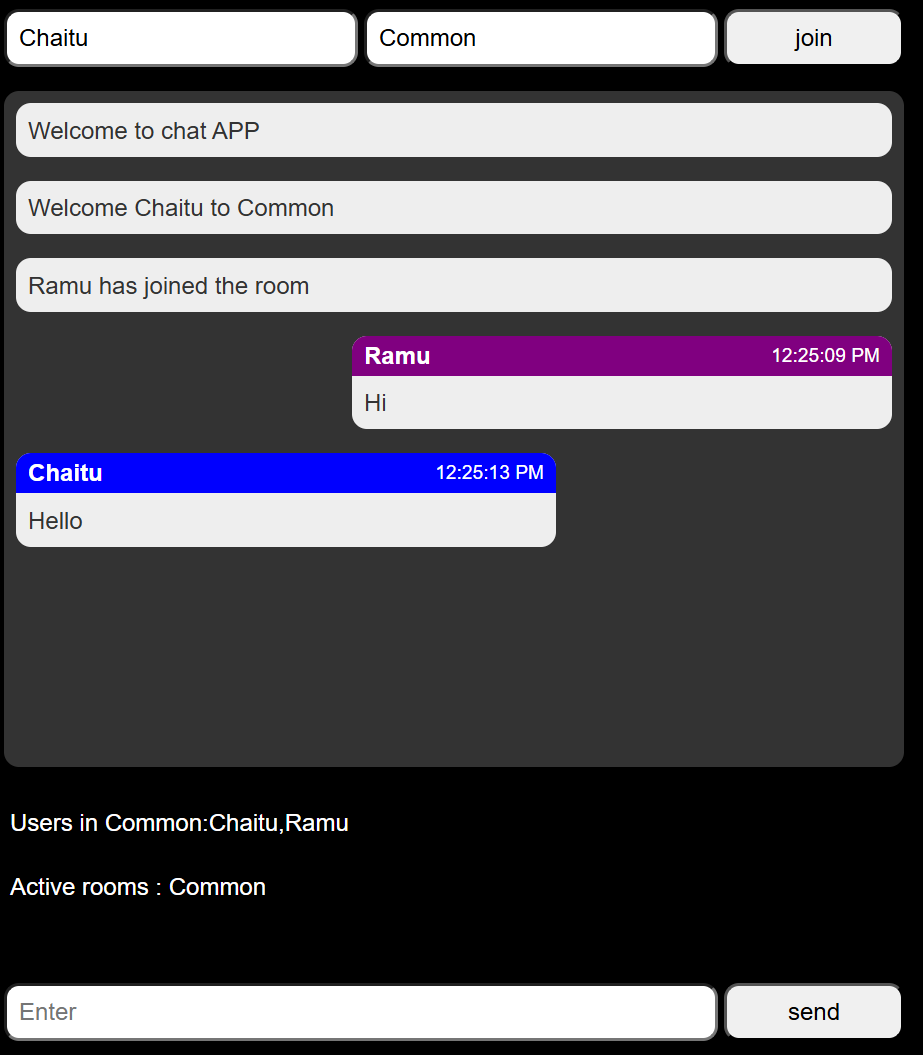 Chaitu Common join
Welcome to chat APP
Welcome Chaitu to Common
Ramu has joined the room
Ramu 12:25:09 PM
Hi
Chaitu 12:25:13 PM
Hello
Users in Common:Chaitu,Ramu
Active rooms : Common
Enter send